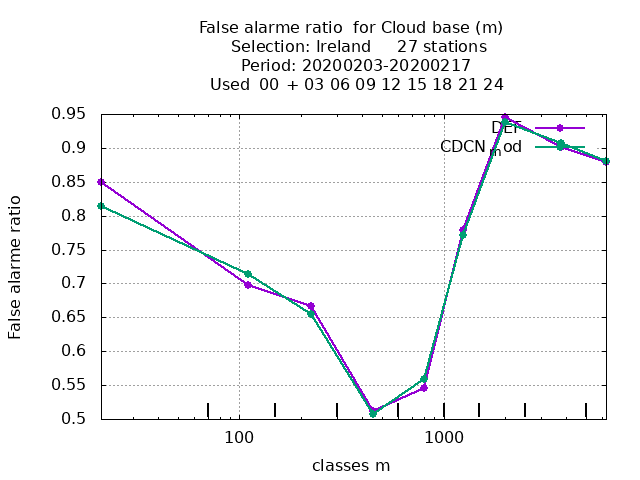 False alarme ratio  for Cloud base (m)
Selection: Ireland     27 stations
Period: 20200203-20200217
Used  00 + 03 06 09 12 15 18 21 24
0.95
DEF
0.9
CDCN mod
0.85
0.8
0.75
0.7
0.65
0.6
0.55
0.5
100
1000
False alarme ratio
classes m